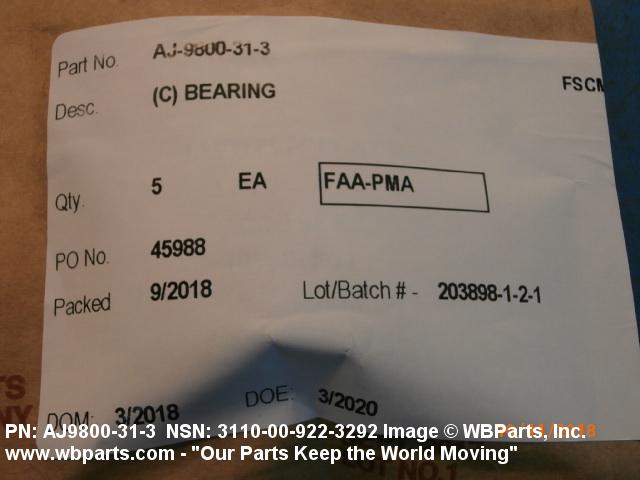 Part No. AJ-9800-31-3
Desc. (C) BEARING
FSCM
Qty. 5 EA FAA-PMA
PO No. 45988
Packed 9/2018 Lot/Batch # - 203898-1-2-1
DOM: 3/2018 DOE: 3/2020
PN: AJ9800-31-3 NSN: 3110-00-922-3292 Image © WBParts, Inc.
www.wbparts.com - "Our Parts Keep the World Moving"